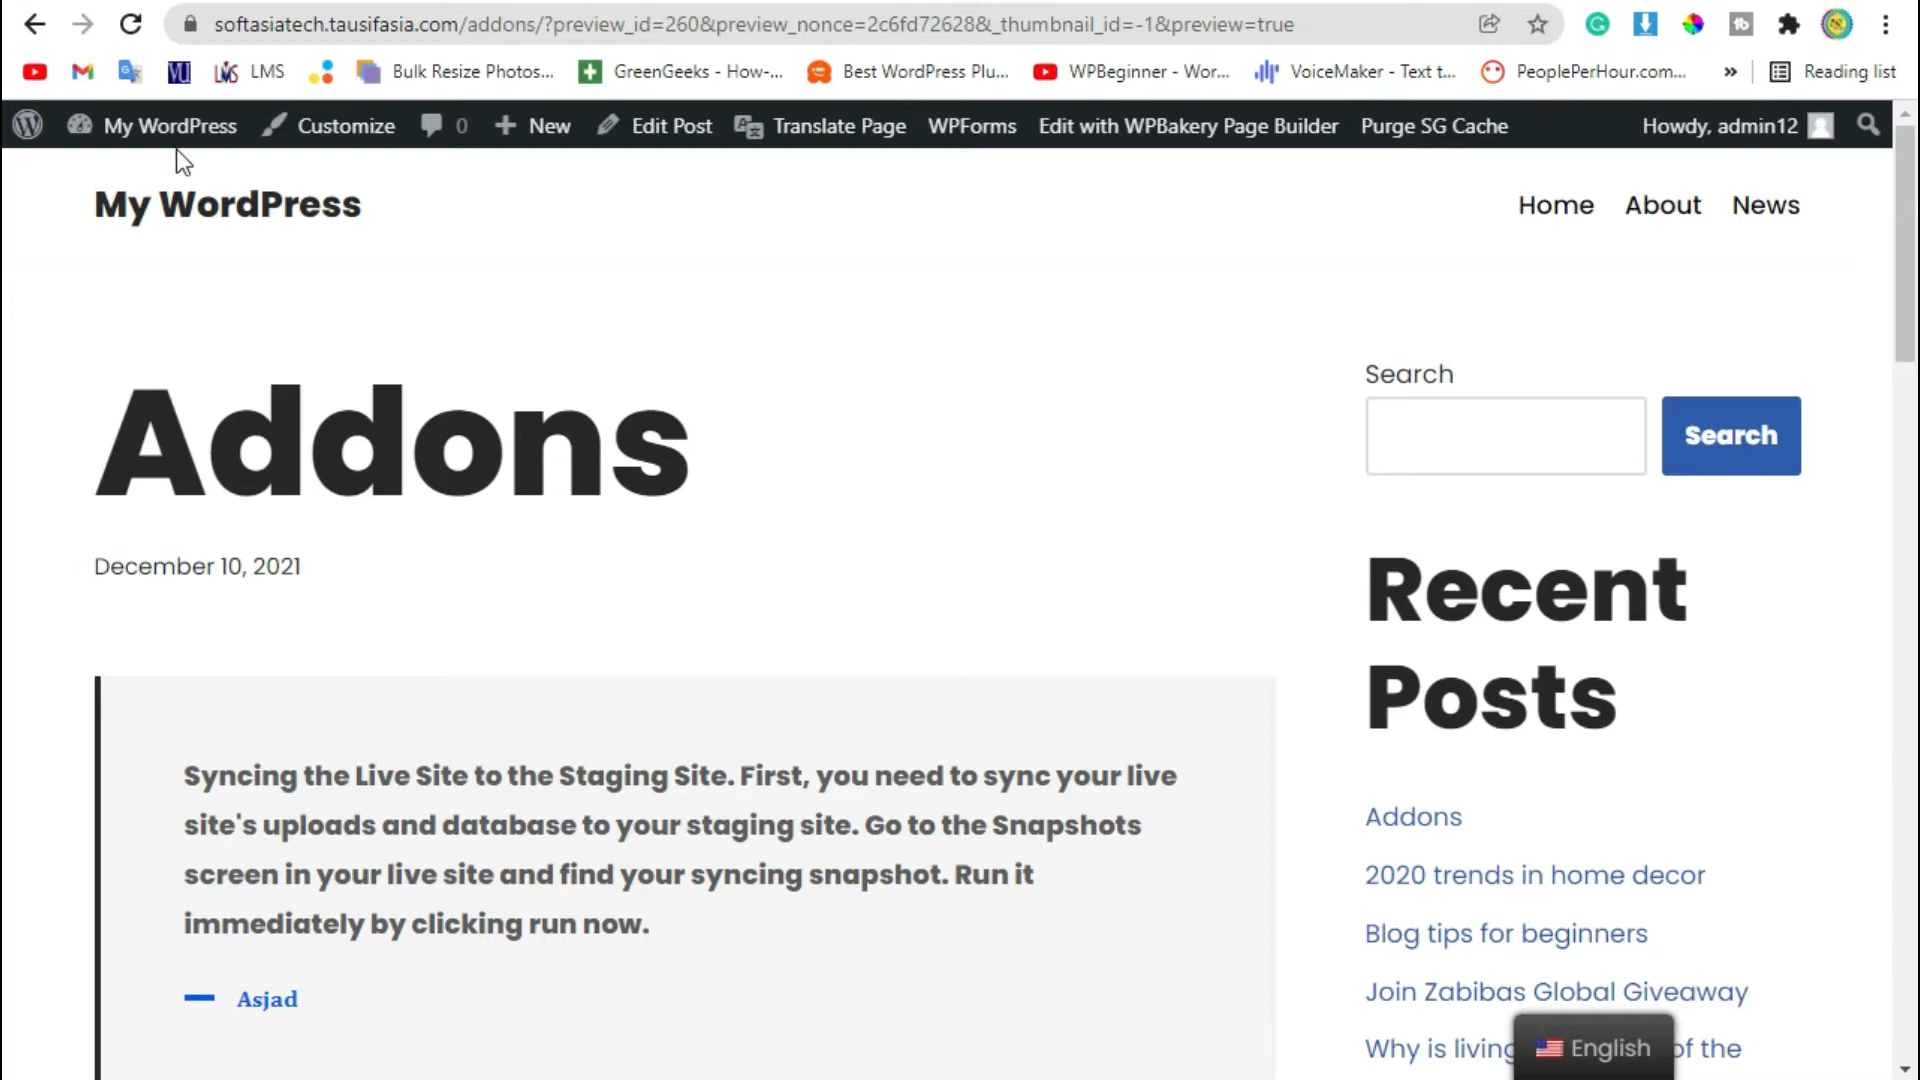 softasiatech.tausifasia.com/addons/?preview_id=260&preview_nonce=2c6fd72628&_thumbnail_id=-1&preview=true
LMS Bulk Resize Photos... GreenGeeks - How-... Best WordPress Plu... WPBeginner - Wor... VoiceMaker - Text t... PeoplePerHour.com... » Reading list
My WordPress Customize 0 New Edit Post Translate Page WPForms Edit with WPBakery Page Builder Purge SG Cache Howdy, admin12
My WordPress
Home About News
Addons
December 10, 2021
Syncing the Live Site to the Staging Site. First, you need to sync your live
site's uploads and database to your staging site. Go to the Snapshots
screen in your live site and find your syncing snapshot. Run it
immediately by clicking run now.
Asjad
Search
Search
Recent
Posts
Addons
2020 trends in home decor
Blog tips for beginners
Join Zabibas Global Giveaway
Why is living of the
English